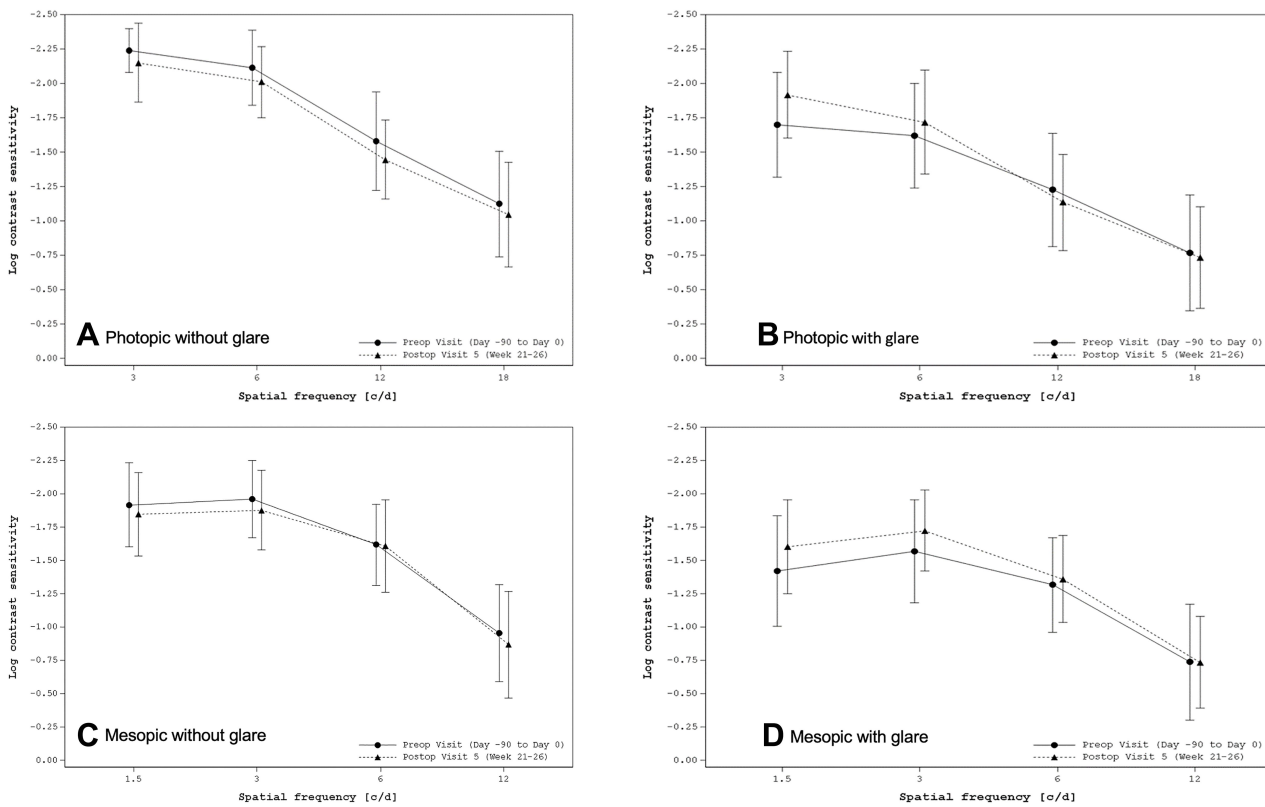 -2.50
-2.25
-2.00
-1.75
-1.50
-1.25
-1.00
-0.75
-0.50
-0.25
0.00
Log contrast sensitivity
A Photopic without glare
Preop Visit (Day -90 to Day 0)
Postop Visit 5 (Week 21-26)
3 6 12 18
Spatial frequency [c/d]
-2.50
-2.25
-2.00
-1.75
-1.50
-1.25
-1.00
-0.75
-0.50
-0.25
0.00
Log contrast sensitivity
B Photopic with glare
Preop Visit (Day -90 to Day 0)
Postop Visit 5 (Week 21-26)
3 6 12 18
Spatial frequency [c/d]
-2.50
-2.25
-2.00
-1.75
-1.50
-1.25
-1.00
-0.75
-0.50
-0.25
0.00
Log contrast sensitivity
C Mesopic without glare
Preop Visit (Day -90 to Day 0)
Postop Visit 5 (Week 21-26)
1.5 3 6 12
Spatial frequency [c/d]
-2.50
-2.25
-2.00
-1.75
-1.50
-1.25
-1.00
-0.75
-0.50
-0.25
0.00
Log contrast sensitivity
D Mesopic with glare
Preop Visit (Day -90 to Day 0)
Postop Visit 5 (Week 21-26)
1.5 3 6 12
Spatial frequency [c/d]